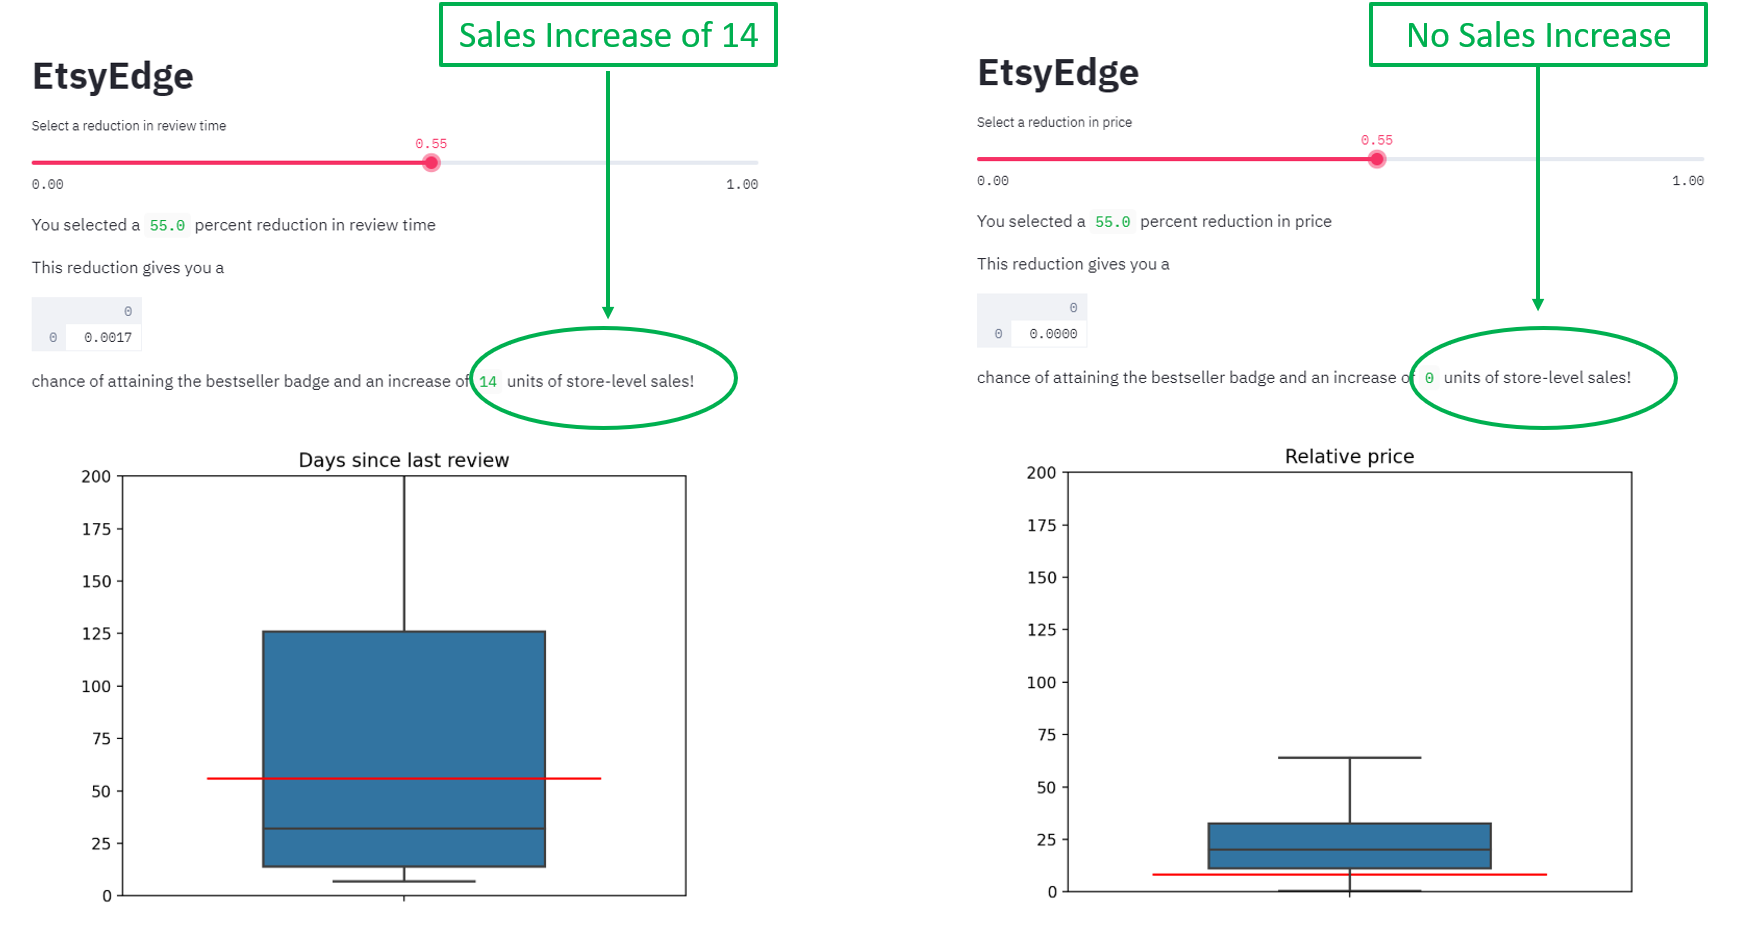 Sales Increase of 14
EtsyEdge
Select a reduction in review time
0.55
0.00 1.00
You selected a 55.0 percent reduction in review time
This reduction gives you a
0
0 0.0017
chance of attaining the bestseller badge and an increase of 14 units of store-level sales!
Days since last review
200
175
150
125
100
75
50
25
0
No Sales Increase
EtsyEdge
Select a reduction in price
0.55
0.00 1.00
You selected a 55.0 percent reduction in price
This reduction gives you a
0
0 0.0000
chance of attaining the bestseller badge and an increase of 0 units of store-level sales!
Relative price
200
175
150
125
100
75
50
25
0